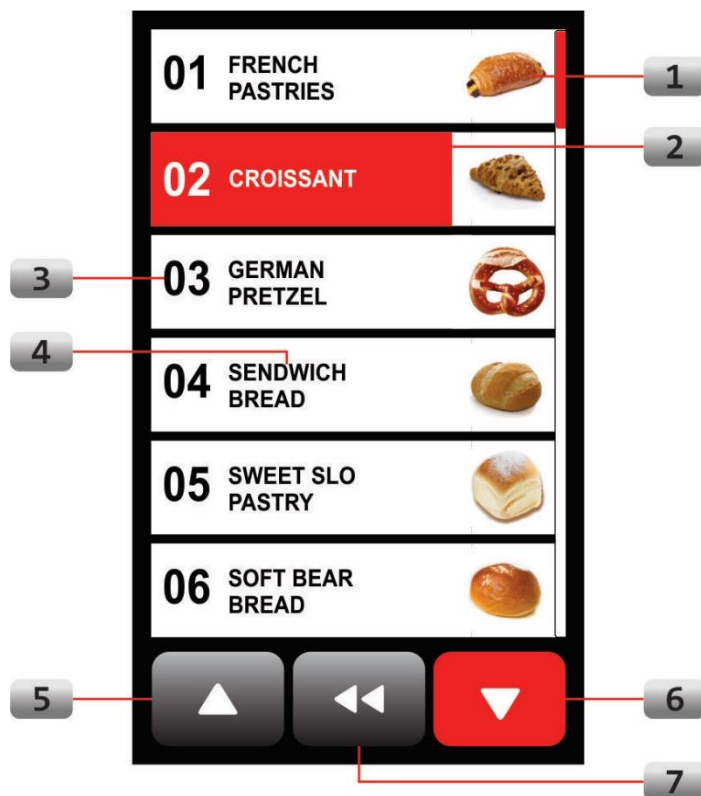 01 FRENCH
PASTRIES
1
2
02 CROISSANT
3
03 GERMAN
PRETZEL
4
04 SENDWICH
BREAD
05 SWEET SLO
PASTRY
06 SOFT BEAR
BREAD
5
6
7